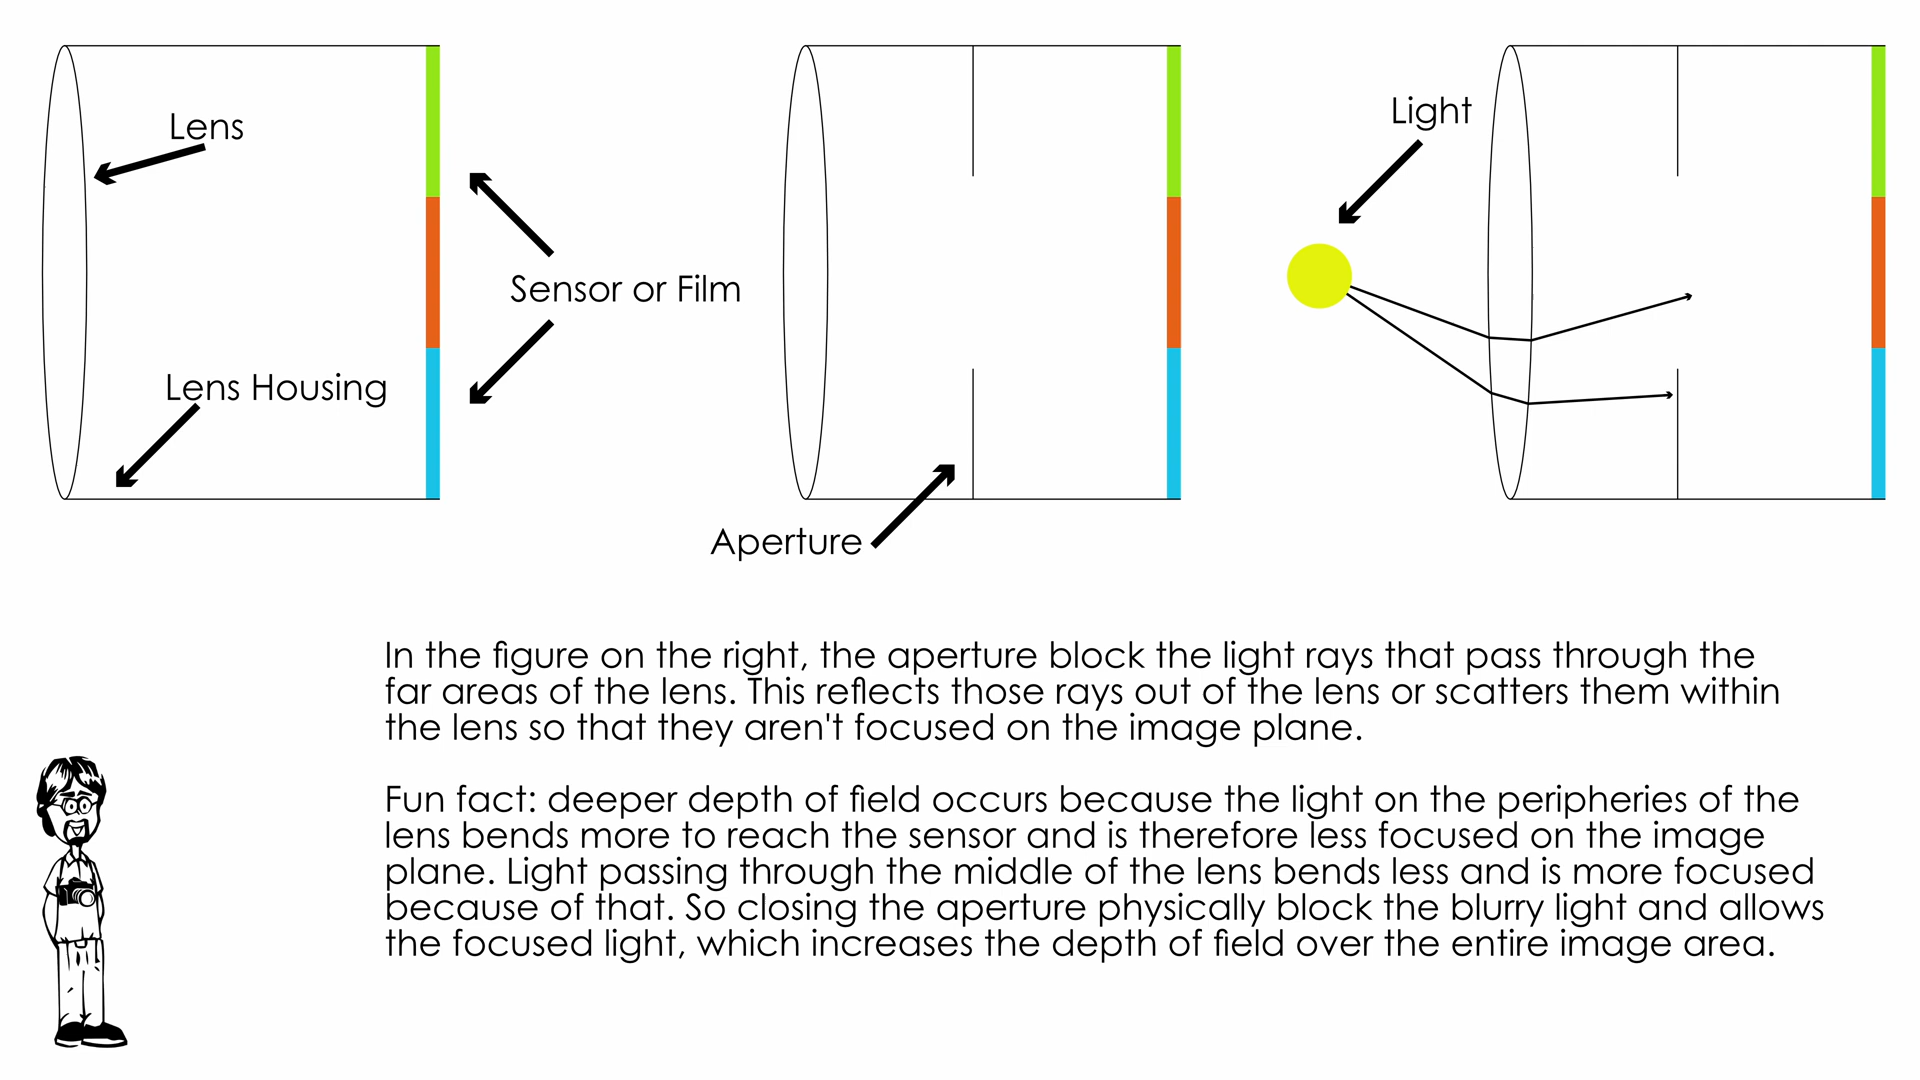 Lens
Light
Sensor or Film
Lens Housing
Aperture
In the figure on the right, the aperture block the light rays that pass through the
far areas of the lens. This reflects those rays out of the lens or scatters them within
the lens so that they aren't focused on the image plane.
Fun fact: deeper depth of field occurs because the light on the peripheries of the
lens bends more to reach the sensor and is therefore less focused on the image
plane. Light passing through the middle of the lens bends less and is more focused
because of that. So closing the aperture physically block the blurry light and allows
the focused light, which increases the depth of field over the entire image area.